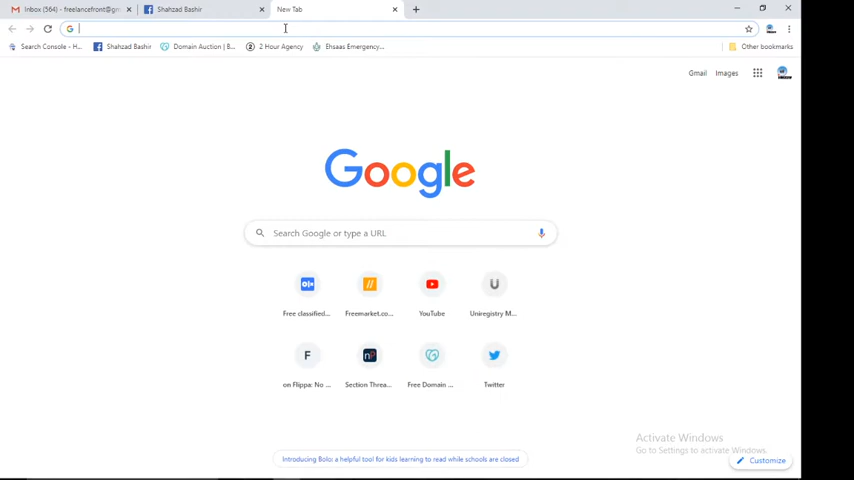 Inbox (564) - freelancefront@gm
Shahzad Bashir
New Tab
Search Console - H...
Shahzad Bashir
Domain Auction | B...
2 Hour Agency
Ehsaas Emergency...
Other bookmarks
Gmail
Images
Google
Search Google or type a URL
Free classified...
Freemarket.co...
YouTube
Uniregistry M...
on Flippa: No ...
Section Threa...
Free Domain ...
Twitter
Activate Windows
Go to Settings to activate Windows.
Customize
Introducing Bolo: a helpful tool for kids learning to read while schools are closed